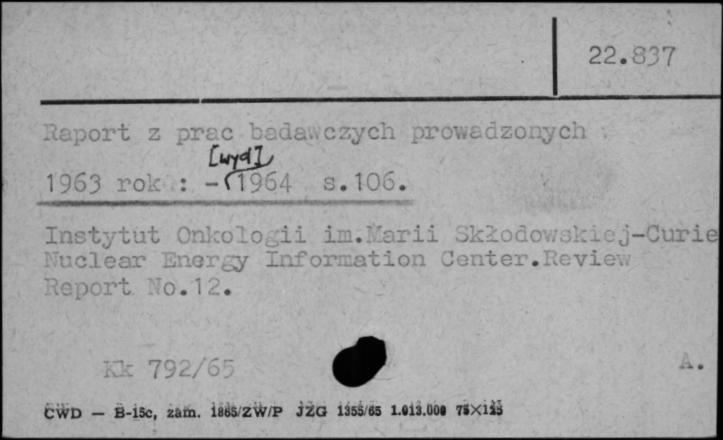 22.837
Raport z prac badawczych prowadzonych
[wyd]
1963 rok : - 1964 s.106.
Instytut Onkologii im.Marii Skłodowskiej-Curie
Nuclear Energy Information Center.Review
Report No.12.
Kk 792/65
A.
CWD — B-15c, zam. 1865/ZW/P JZG 1355/65 1.013.000 75×125